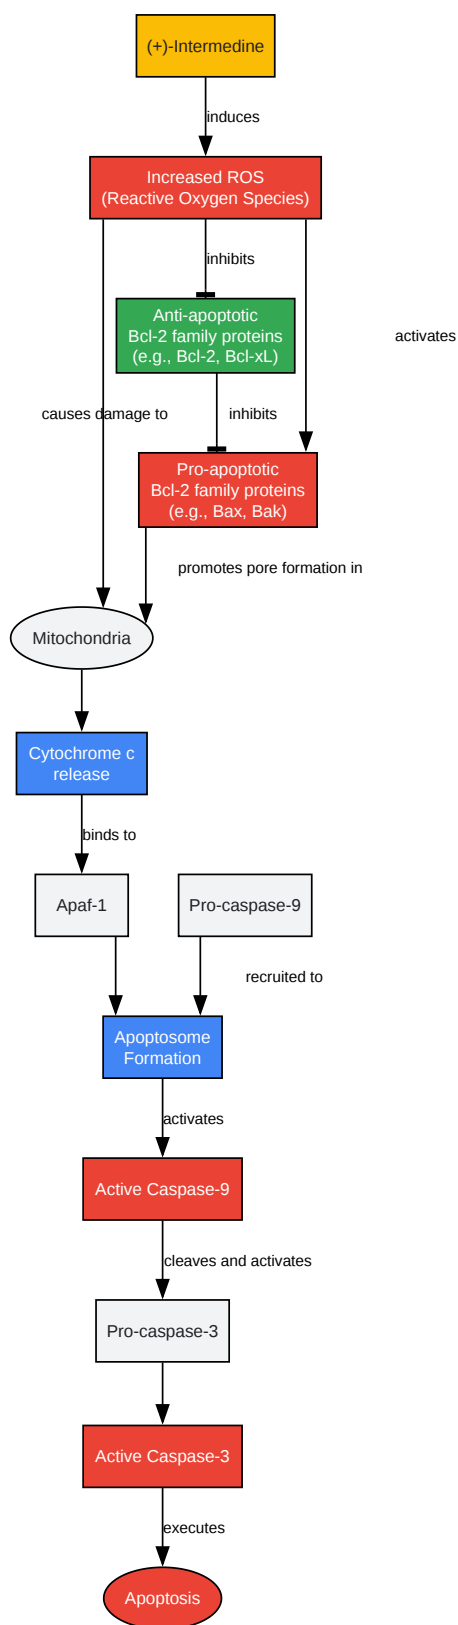 (+)-Intermedine
induces
Increased ROS
(Reactive Oxygen Species)
inhibits
Anti-apoptotic
Bcl-2 family proteins
(e.g., Bcl-2, Bcl-xL)
activates
causes damage to
inhibits
Pro-apoptotic
Bcl-2 family proteins
(e.g., Bax, Bak)
promotes pore formation in
Mitochondria
Cytochrome c
release
binds to
Apaf-1
Pro-caspase-9
recruited to
Apoptosome
Formation
activates
Active Caspase-9
cleaves and activates
Pro-caspase-3
Active Caspase-3
executes
Apoptosis